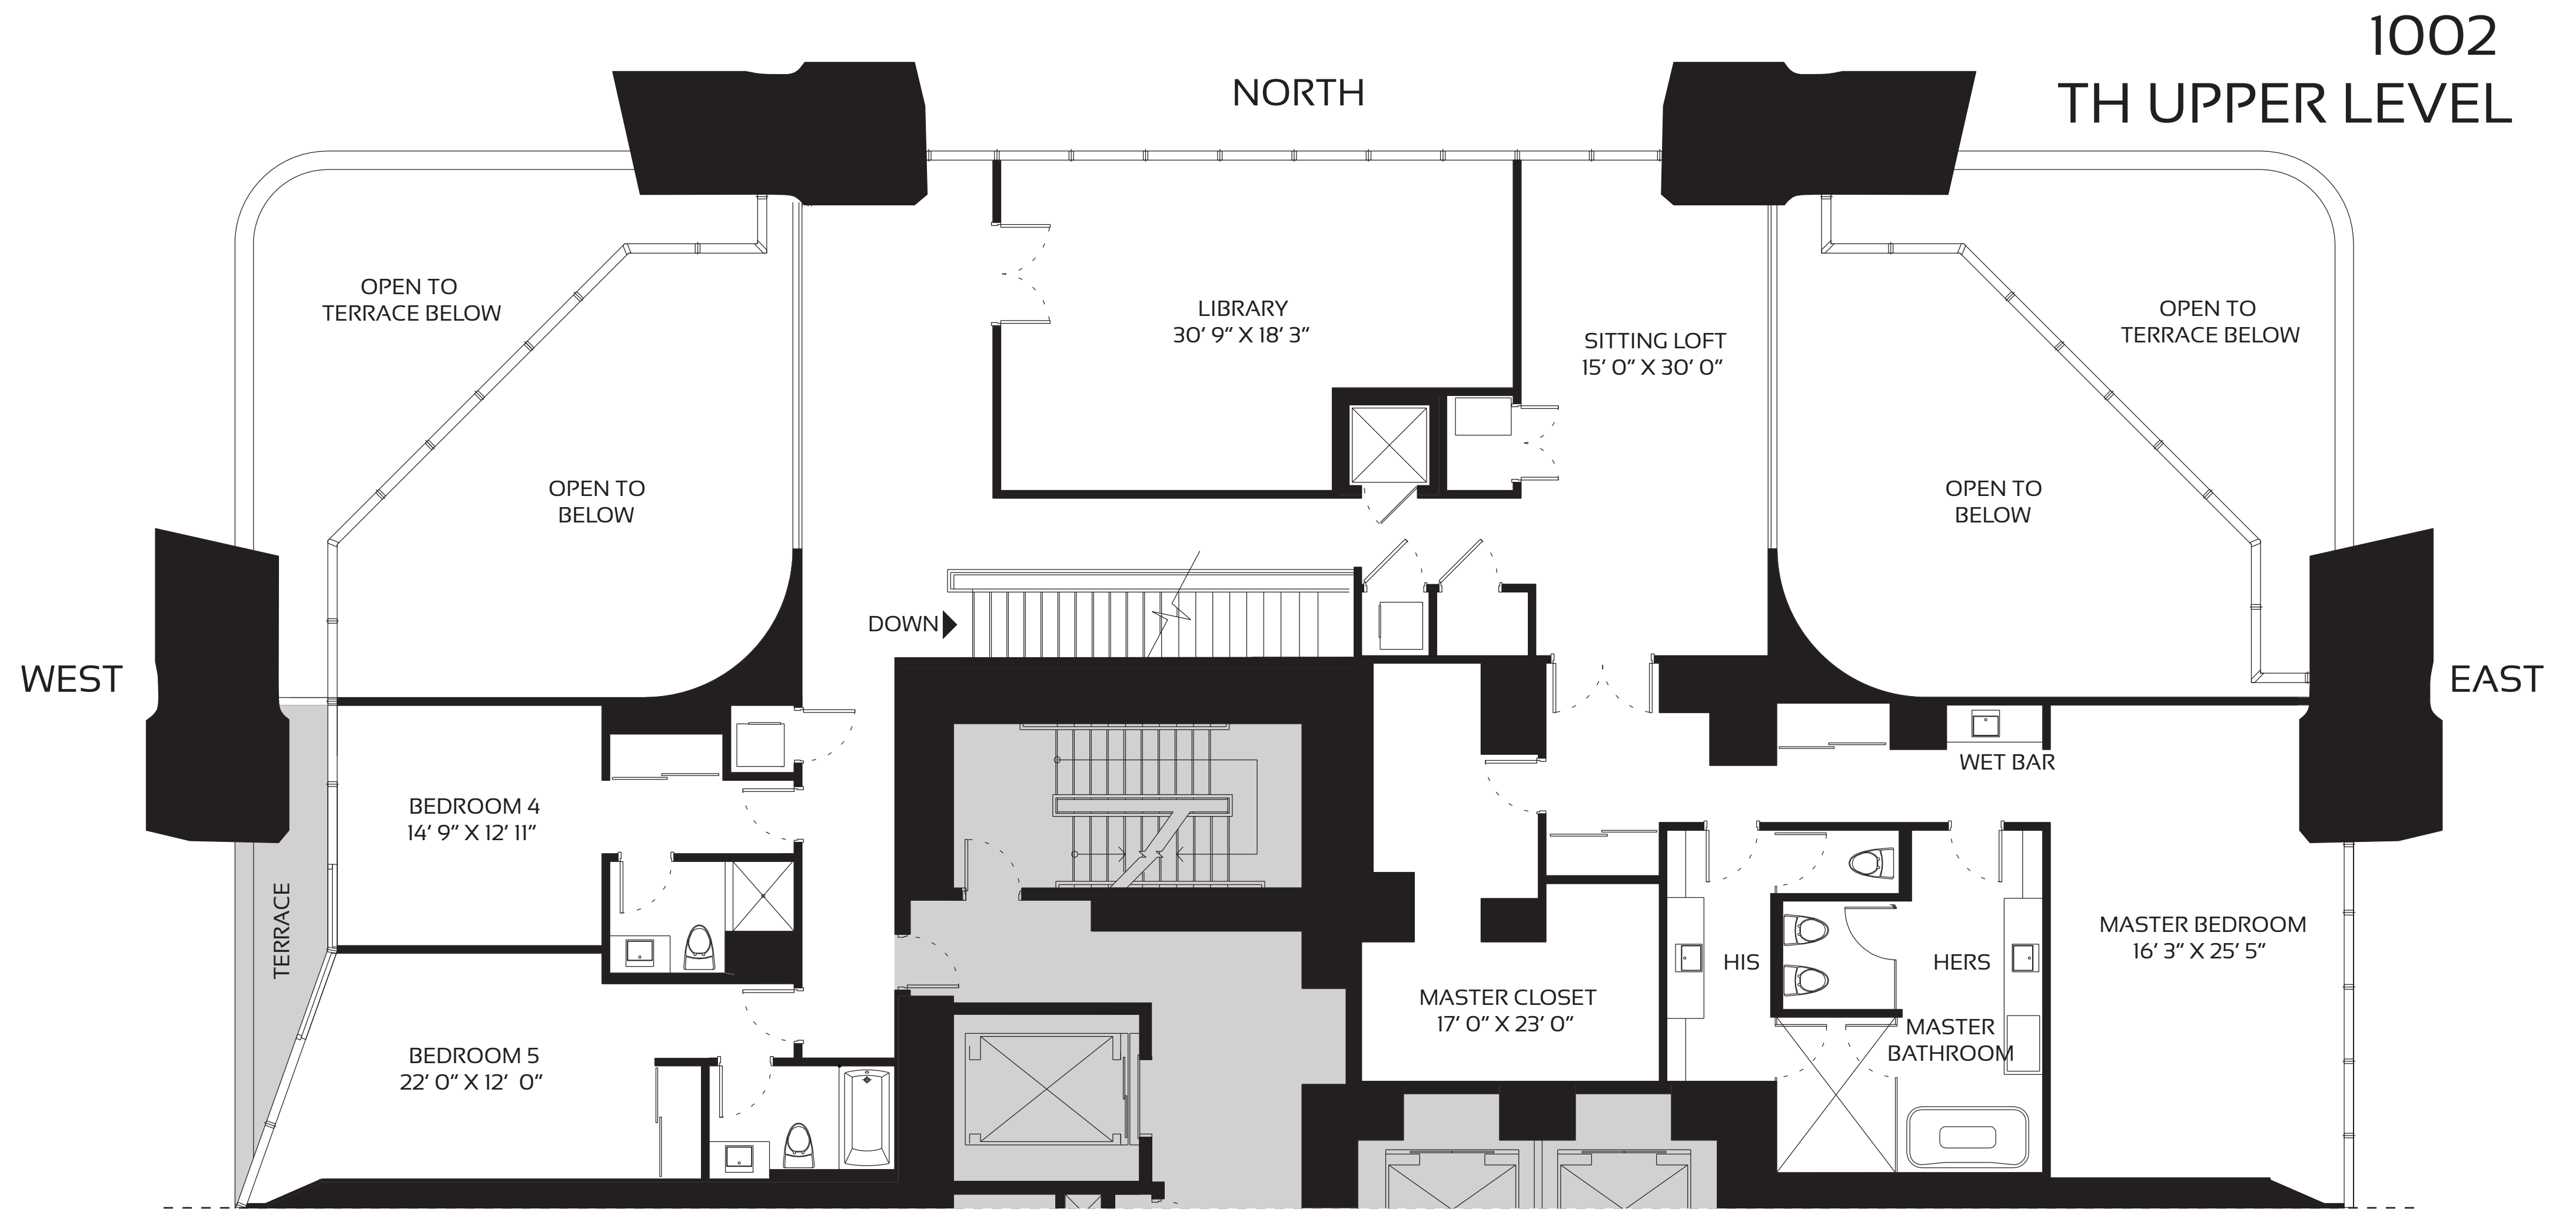 1002
TH UPPER LEVEL
NORTH
OPEN TO
TERRACE BELOW
LIBRARY
30' 9" X 18' 3"
SITTING LOFT
15' 0" X 30' 0"
OPEN TO
TERRACE BELOW
OPEN TO
BELOW
OPEN TO
BELOW
DOWN
WEST
EAST
WET BAR
BEDROOM 4
14' 9" X 12' 11"
TERRACE
MASTER BEDROOM
16' 3" X 25' 5"
HIS
HERS
MASTER CLOSET
17' 0" X 23' 0"
MASTER
BATHROOM
BEDROOM 5
22' 0" X 12' 0"